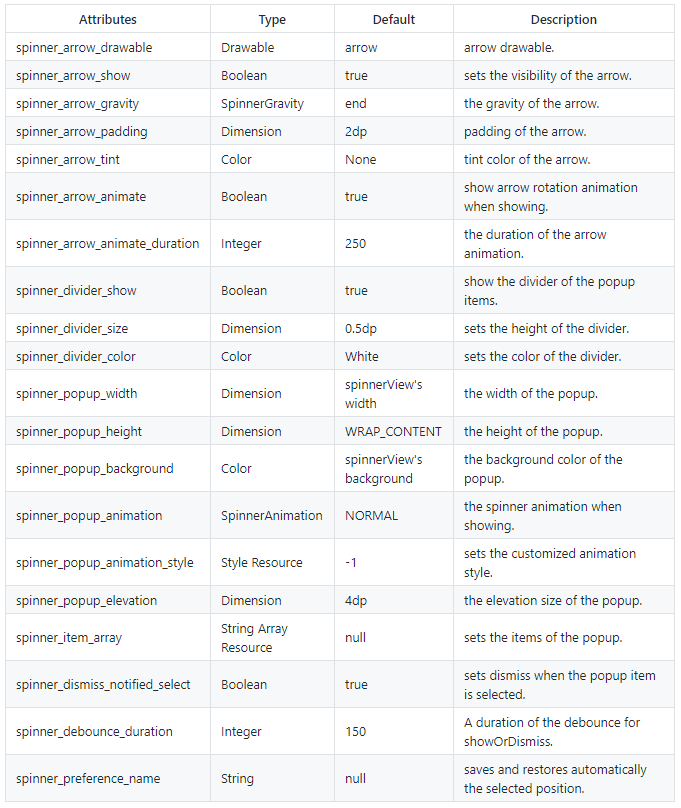 Attributes Type Default Description
spinner_arrow_drawable Drawable arrow arrow drawable.
spinner_arrow_show Boolean true sets the visibility of the arrow.
spinner_arrow_gravity SpinnerGravity end the gravity of the arrow.
spinner_arrow_padding Dimension 2dp padding of the arrow.
spinner_arrow_tint Color None tint color of the arrow.
spinner_arrow_animate Boolean true show arrow rotation animation
when showing.
spinner_arrow_animate_duration Integer 250 the duration of the arrow
animation.
spinner_divider_show Boolean true show the divider of the popup
items.
spinner_divider_size Dimension 0.5dp sets the height of the divider.
spinner_divider_color Color White sets the color of the divider.
spinner_popup_width Dimension spinnerView's
width the width of the popup.
spinner_popup_height Dimension WRAP_CONTENT the height of the popup.
spinner_popup_background Color spinnerView's
background the background color of the
popup.
spinner_popup_animation SpinnerAnimation NORMAL the spinner animation when
showing.
spinner_popup_animation_style Style Resource -1 sets the customized animation
style.
spinner_popup_elevation Dimension 4dp the elevation size of the popup.
spinner_item_array String Array
Resource null sets the items of the popup.
spinner_dismiss_notified_select Boolean true sets dismiss when the popup item
is selected.
spinner_debounce_duration Integer 150 A duration of the debounce for
showOrDismiss.
spinner_preference_name String null saves and restores automatically
the selected position.